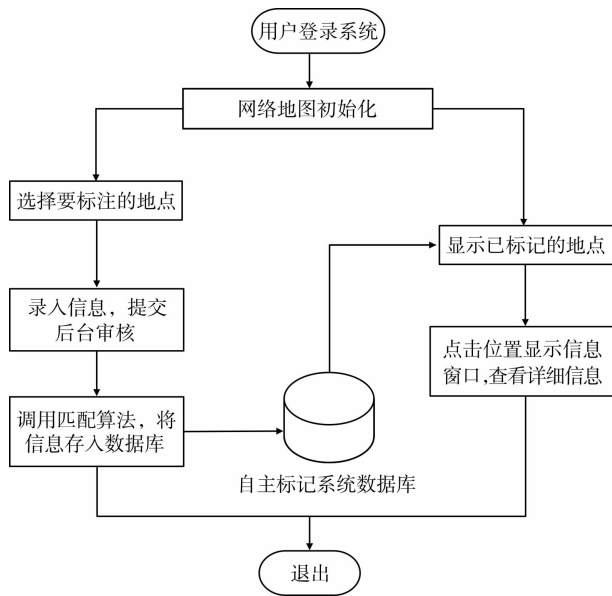 用户登录系统
网络地图初始化
选择要标注的地点
显示已标记的地点
录入信息，提交
后台审核
点击位置显示信息
窗口,查看详细信息
调用匹配算法，将
信息存入数据库
自主标记系统数据库
退出